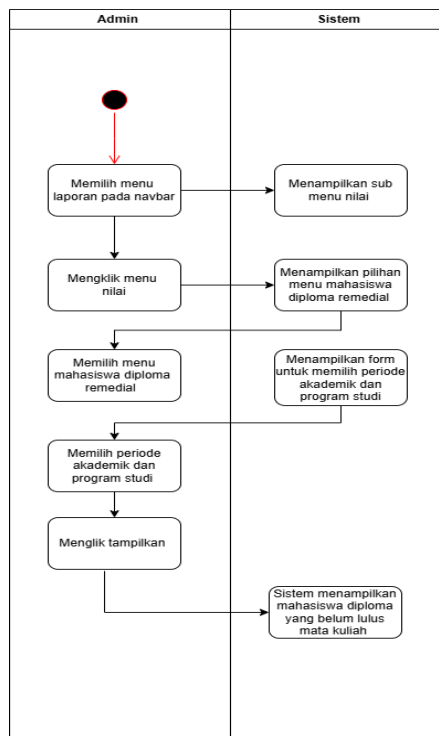 Admin
Sistem
Memilih menu
laporan pada navbar
Menampilkan sub
menu nilai
Mengklik menu
nilai
Menampilkan pilihan
menu mahasiswa
diploma remedial
Memilih menu
mahasiswa diploma
remedial
Menampilkan form
untuk memilih periode
akademik dan
program studi
Memilih periode
akademik dan
program studi
Menglik tampilkan
Sistem menampilkan
mahasiswa diploma
yang belum lulus
mata kuliah